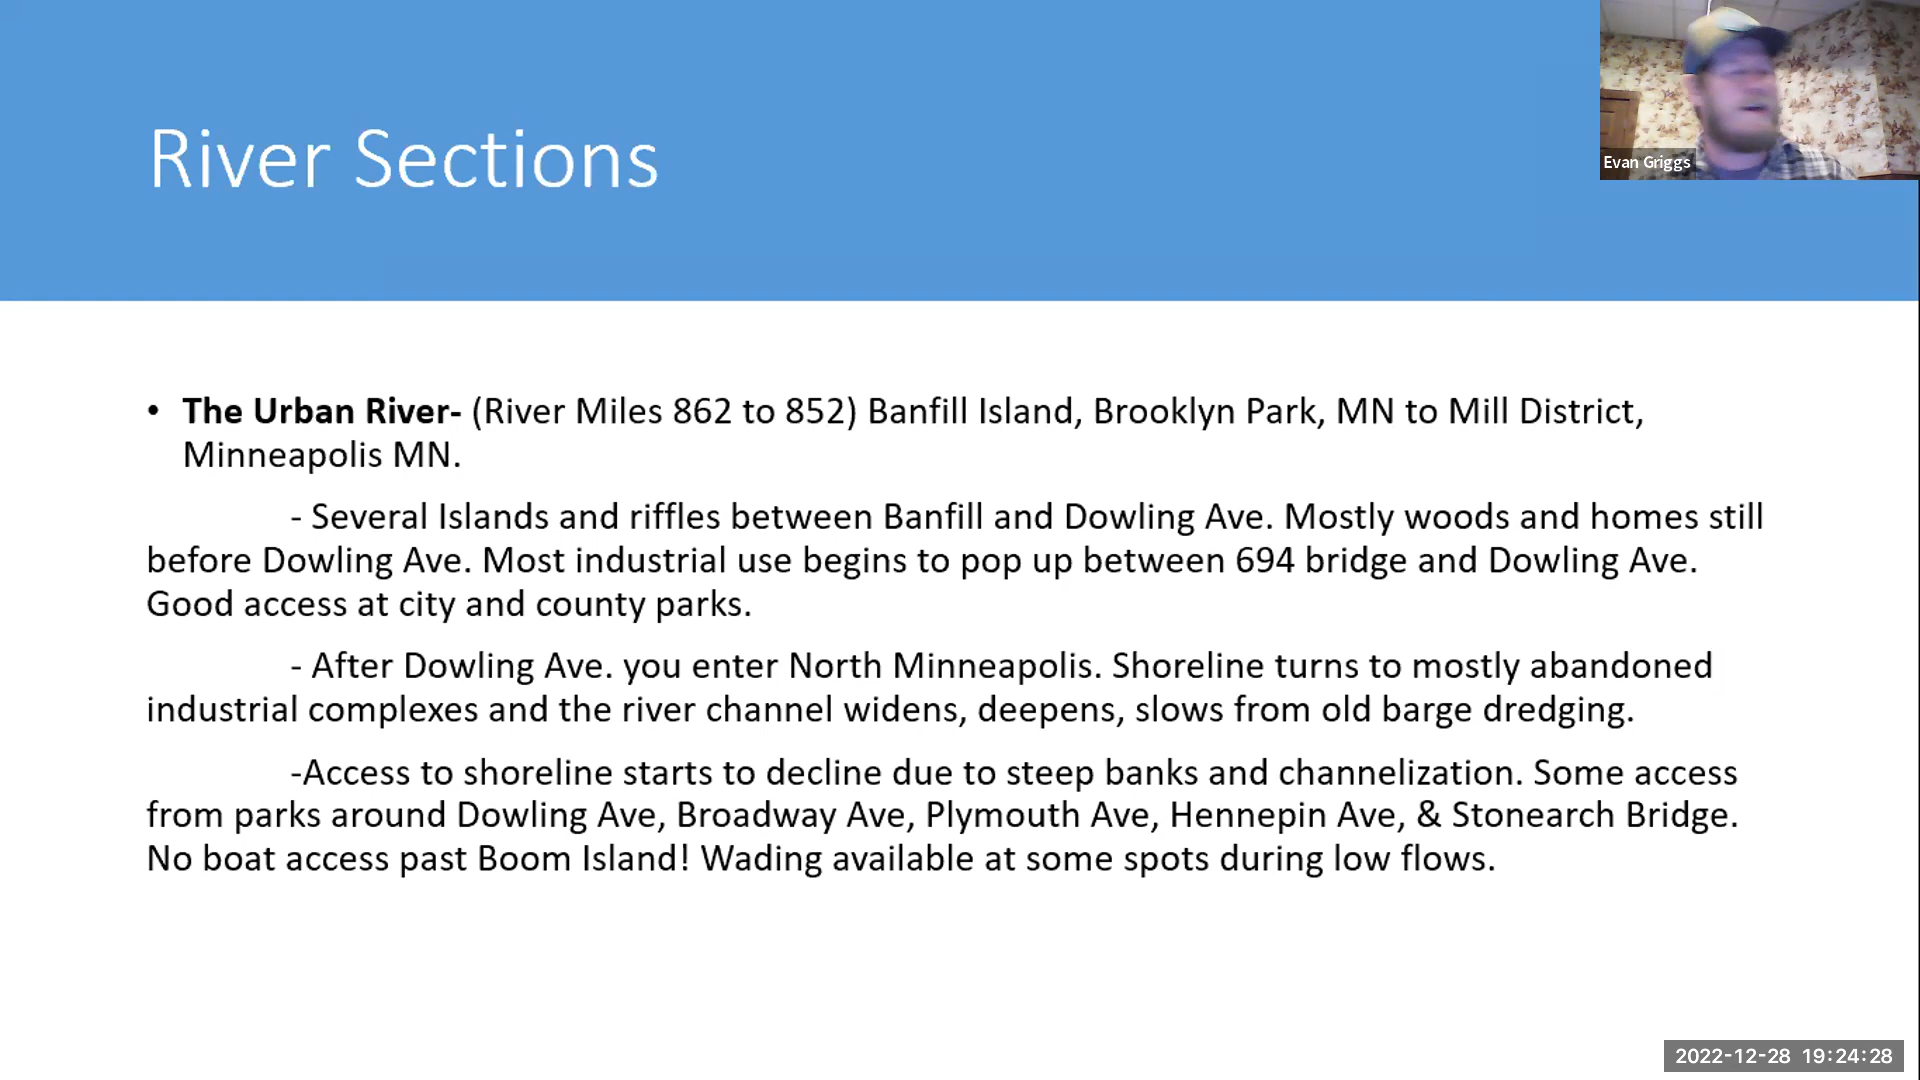 River Sections
Evan Griggs
• The Urban River- (River Miles 862 to 852) Banfill Island, Brooklyn Park, MN to Mill District,
Minneapolis MN.
- Several Islands and riffles between Banfill and Dowling Ave. Mostly woods and homes still
before Dowling Ave. Most industrial use begins to pop up between 694 bridge and Dowling Ave.
Good access at city and county parks.
- After Dowling Ave. you enter North Minneapolis. Shoreline turns to mostly abandoned
industrial complexes and the river channel widens, deepens, slows from old barge dredging.
-Access to shoreline starts to decline due to steep banks and channelization. Some access
from parks around Dowling Ave, Broadway Ave, Plymouth Ave, Hennepin Ave, & Stonearch Bridge.
No boat access past Boom Island! Wading available at some spots during low flows.
2022-12-28 19:24:28